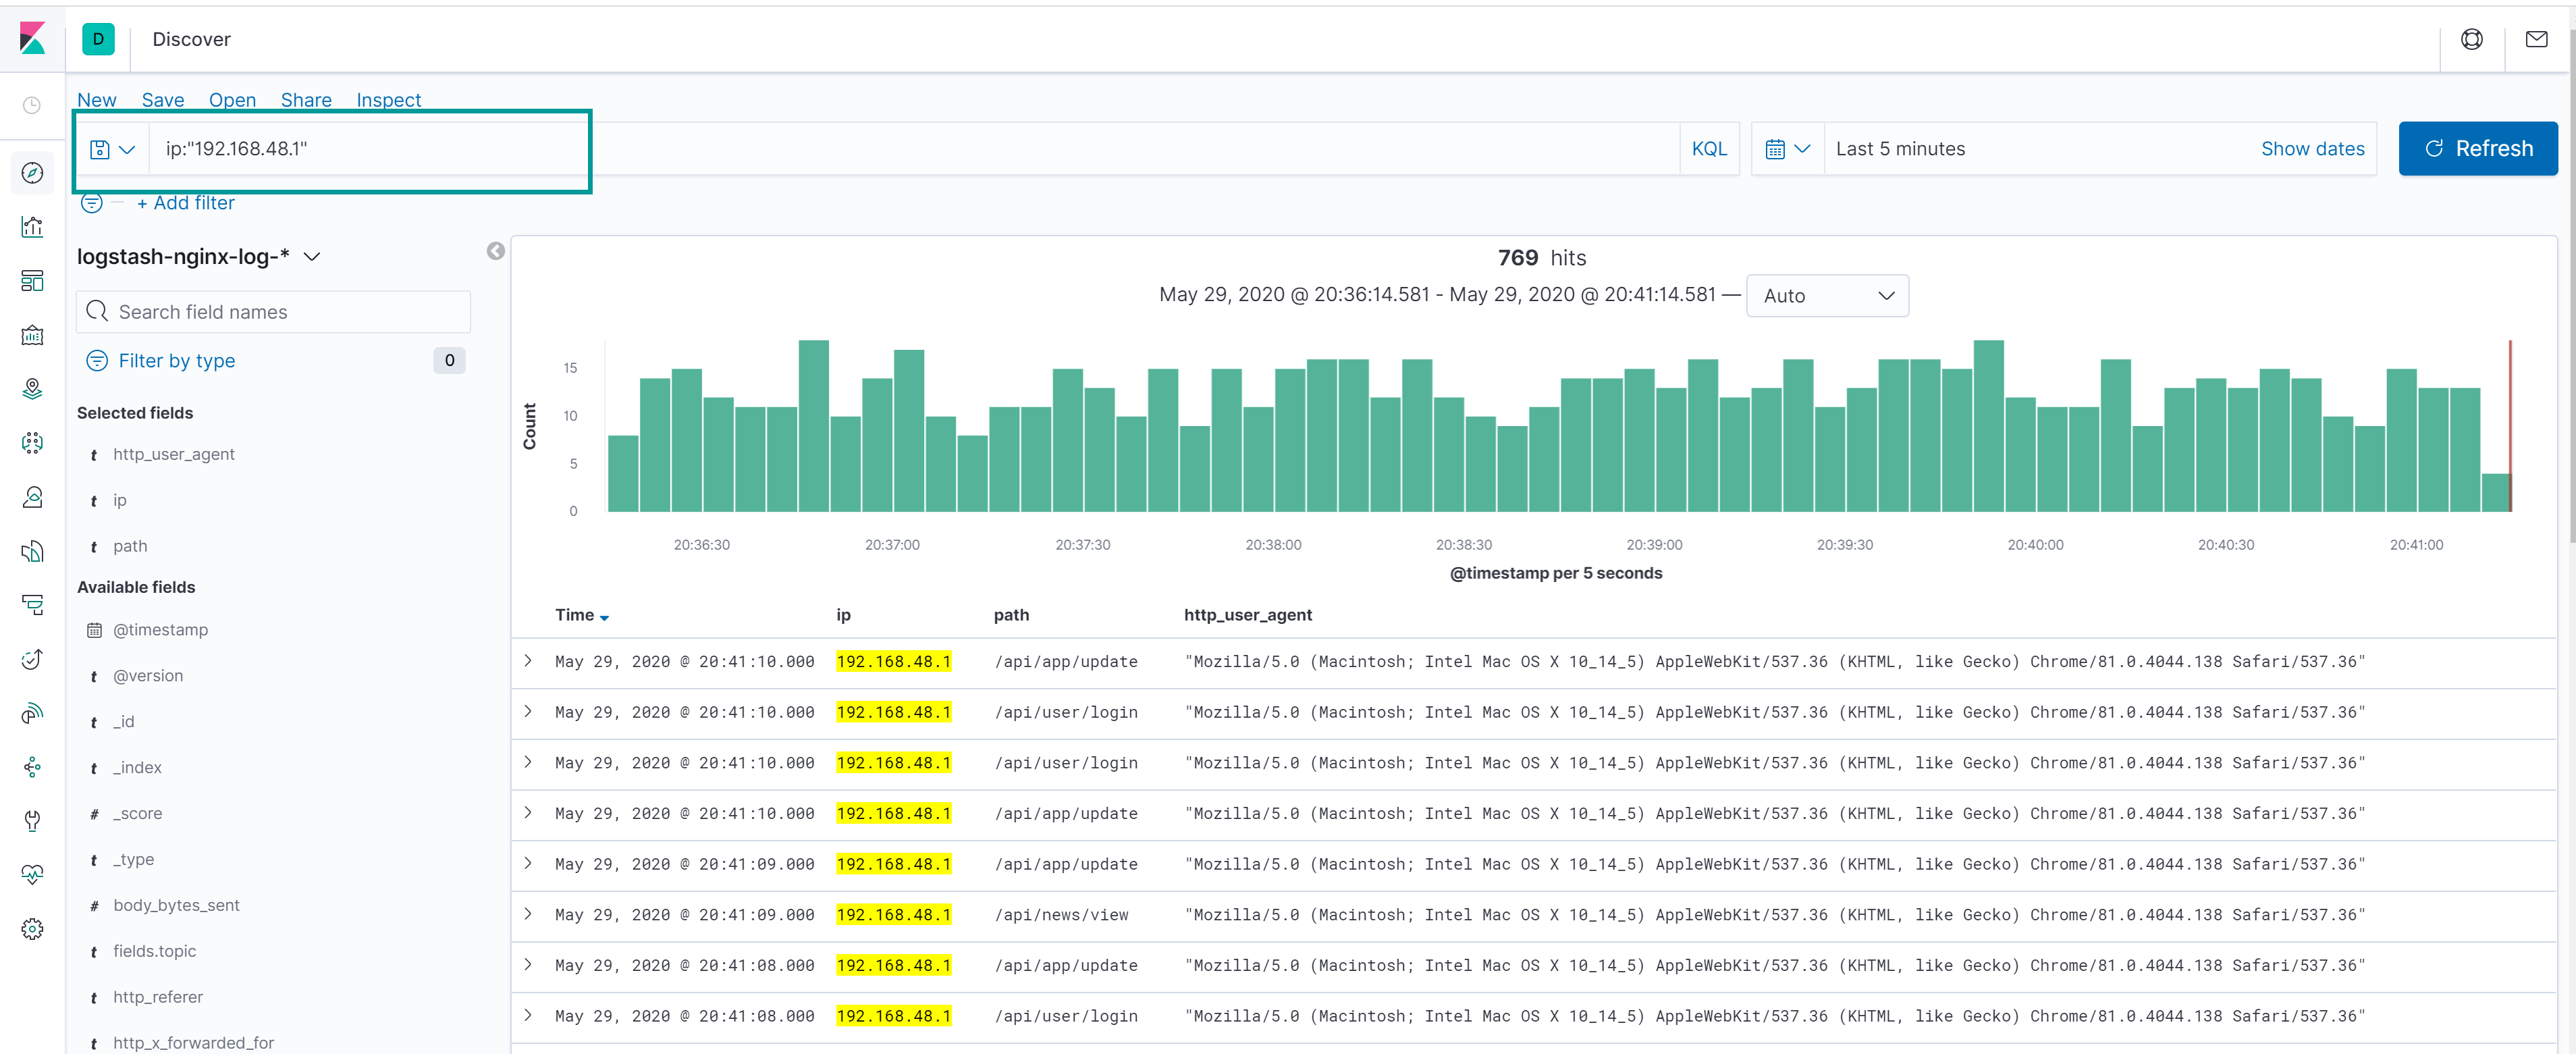 D Discover
New Save Open Share Inspect
ip:"192.168.48.1" KQL Last 5 minutes Show dates Refresh
+ Add filter
logstash-nginx-log-*
Search field names
Filter by type 0
Selected fields
t http_user_agent
t ip
t path
Available fields
@timestamp
t @version
t _id
t _index
# _score
t _type
# body_bytes_sent
t fields.topic
t http_referer
t http_x_forwarded_for
769 hits
May 29, 2020 @ 20:36:14.581 - May 29, 2020 @ 20:41:14.581 — Auto
Count
15
10
5
0
20:36:30 20:37:00 20:37:30 20:38:00 20:38:30 20:39:00 20:39:30 20:40:00 20:40:30 20:41:00
@timestamp per 5 seconds
Time ip path http_user_agent
May 29, 2020 @ 20:41:10.000 192.168.48.1 /api/app/update "Mozilla/5.0 (Macintosh; Intel Mac OS X 10_14_5) AppleWebKit/537.36 (KHTML, like Gecko) Chrome/81.0.4044.138 Safari/537.36"
May 29, 2020 @ 20:41:10.000 192.168.48.1 /api/user/login "Mozilla/5.0 (Macintosh; Intel Mac OS X 10_14_5) AppleWebKit/537.36 (KHTML, like Gecko) Chrome/81.0.4044.138 Safari/537.36"
May 29, 2020 @ 20:41:10.000 192.168.48.1 /api/user/login "Mozilla/5.0 (Macintosh; Intel Mac OS X 10_14_5) AppleWebKit/537.36 (KHTML, like Gecko) Chrome/81.0.4044.138 Safari/537.36"
May 29, 2020 @ 20:41:10.000 192.168.48.1 /api/app/update "Mozilla/5.0 (Macintosh; Intel Mac OS X 10_14_5) AppleWebKit/537.36 (KHTML, like Gecko) Chrome/81.0.4044.138 Safari/537.36"
May 29, 2020 @ 20:41:09.000 192.168.48.1 /api/app/update "Mozilla/5.0 (Macintosh; Intel Mac OS X 10_14_5) AppleWebKit/537.36 (KHTML, like Gecko) Chrome/81.0.4044.138 Safari/537.36"
May 29, 2020 @ 20:41:09.000 192.168.48.1 /api/news/view "Mozilla/5.0 (Macintosh; Intel Mac OS X 10_14_5) AppleWebKit/537.36 (KHTML, like Gecko) Chrome/81.0.4044.138 Safari/537.36"
May 29, 2020 @ 20:41:08.000 192.168.48.1 /api/app/update "Mozilla/5.0 (Macintosh; Intel Mac OS X 10_14_5) AppleWebKit/537.36 (KHTML, like Gecko) Chrome/81.0.4044.138 Safari/537.36"
May 29, 2020 @ 20:41:08.000 192.168.48.1 /api/user/login "Mozilla/5.0 (Macintosh; Intel Mac OS X 10_14_5) AppleWebKit/537.36 (KHTML, like Gecko) Chrome/81.0.4044.138 Safari/537.36"